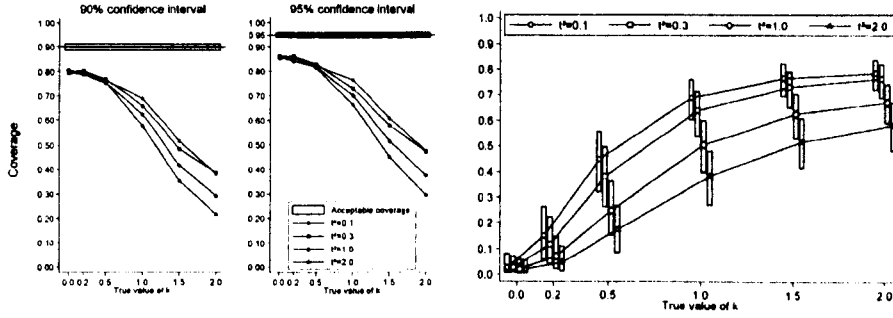 90% confidence interval
0.90
0.80
0.70
0.60
0.50
0.40
0.30
0.20
0.10
0.00
Coverage
0.0 0.2 0.5 1.0 1.5 2.0
True value of k
95% confidence interval
0.95
0.90
0.80
0.70
0.60
0.50
0.40
0.30
0.20
0.10
0.00
Acceptable coverage
t²=0.1
t²=0.3
t²=1.0
t²=2.0
0.0 0.2 0.5 1.0 1.5 2.0
True value of k
t²=0.1 t²=0.3 t²=1.0 t²=2.0
1.0
0.9
0.8
0.7
0.6
0.5
0.4
0.3
0.2
0.1
0.0
0.0 0.2 0.5 1.0 1.5 2.0
True value of k